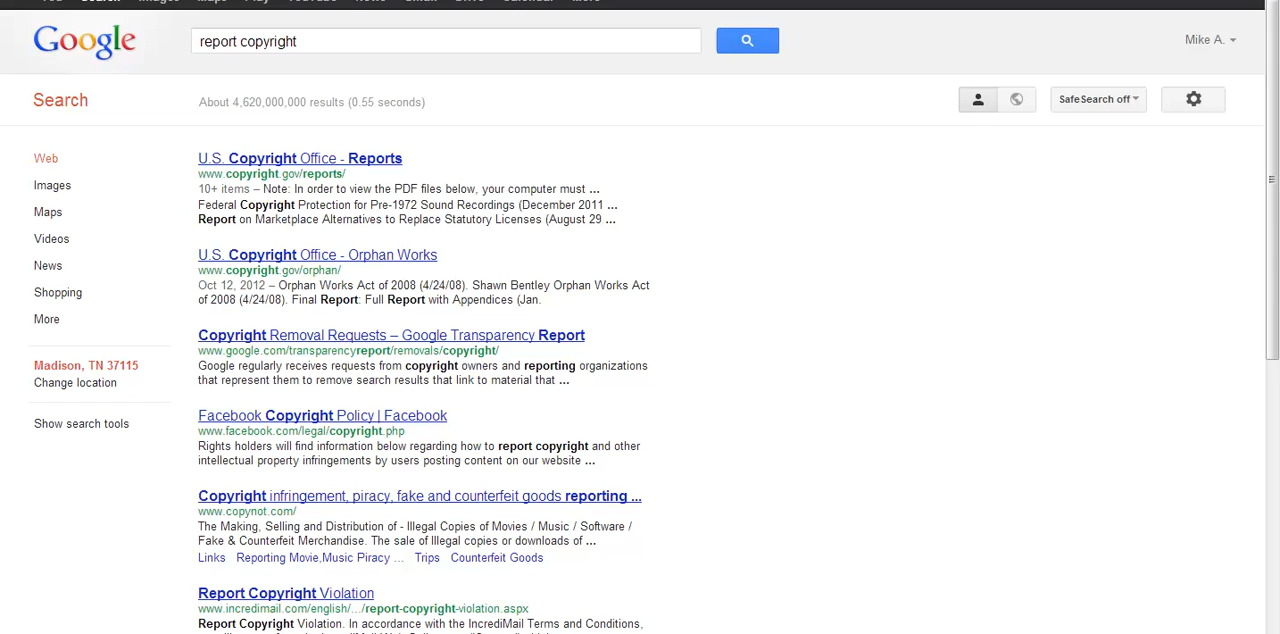 You Search Images Maps Play YouTube News Gmail Drive Calendar More
Google
report copyright
Mike A.
Search
About 4,620,000,000 results (0.55 seconds)
SafeSearch off
Web
Images
Maps
Videos
News
Shopping
More
Madison, TN 37115
Change location
Show search tools
U.S. Copyright Office - Reports
www.copyright.gov/reports/
10+ items – Note: In order to view the PDF files below, your computer must ...
Federal Copyright Protection for Pre-1972 Sound Recordings (December 2011 ...
Report on Marketplace Alternatives to Replace Statutory Licenses (August 29 ...
U.S. Copyright Office - Orphan Works
www.copyright.gov/orphan/
Oct 12, 2012 – Orphan Works Act of 2008 (4/24/08). Shawn Bentley Orphan Works Act
of 2008 (4/24/08). Final Report: Full Report with Appendices (Jan.
Copyright Removal Requests – Google Transparency Report
www.google.com/transparencyreport/removals/copyright/
Google regularly receives requests from copyright owners and reporting organizations
that represent them to remove search results that link to material that ...
Facebook Copyright Policy | Facebook
www.facebook.com/legal/copyright.php
Rights holders will find information below regarding how to report copyright and other
intellectual property infringements by users posting content on our website ...
Copyright infringement, piracy, fake and counterfeit goods reporting ...
www.copynot.com/
The Making, Selling and Distribution of - Illegal Copies of Movies / Music / Software /
Fake & Counterfeit Merchandise. The sale of Illegal copies or downloads of ...
Links Reporting Movie,Music Piracy ... Trips Counterfeit Goods
Report Copyright Violation
www.incredimail.com/english/.../report-copyright-violation.aspx
Report Copyright Violation. In accordance with the IncrediMail Terms and Conditions,